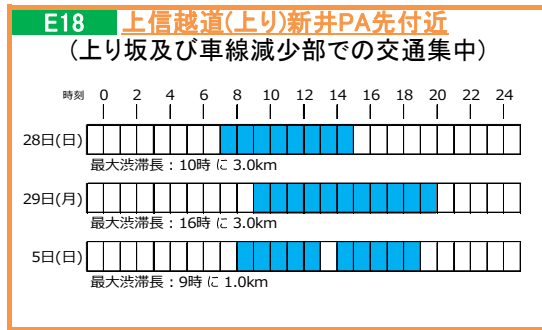 E18 上信越道(上り)新井PA先付近
(上り坂及び車線減少部での交通集中)
時刻 0 2 4 6 8 10 12 14 16 18 20 22 24
28日(日)
最大渋滞長：10時 に 3.0km
29日(月)
最大渋滞長：16時 に 3.0km
5日(日)
最大渋滞長：9時 に 1.0km